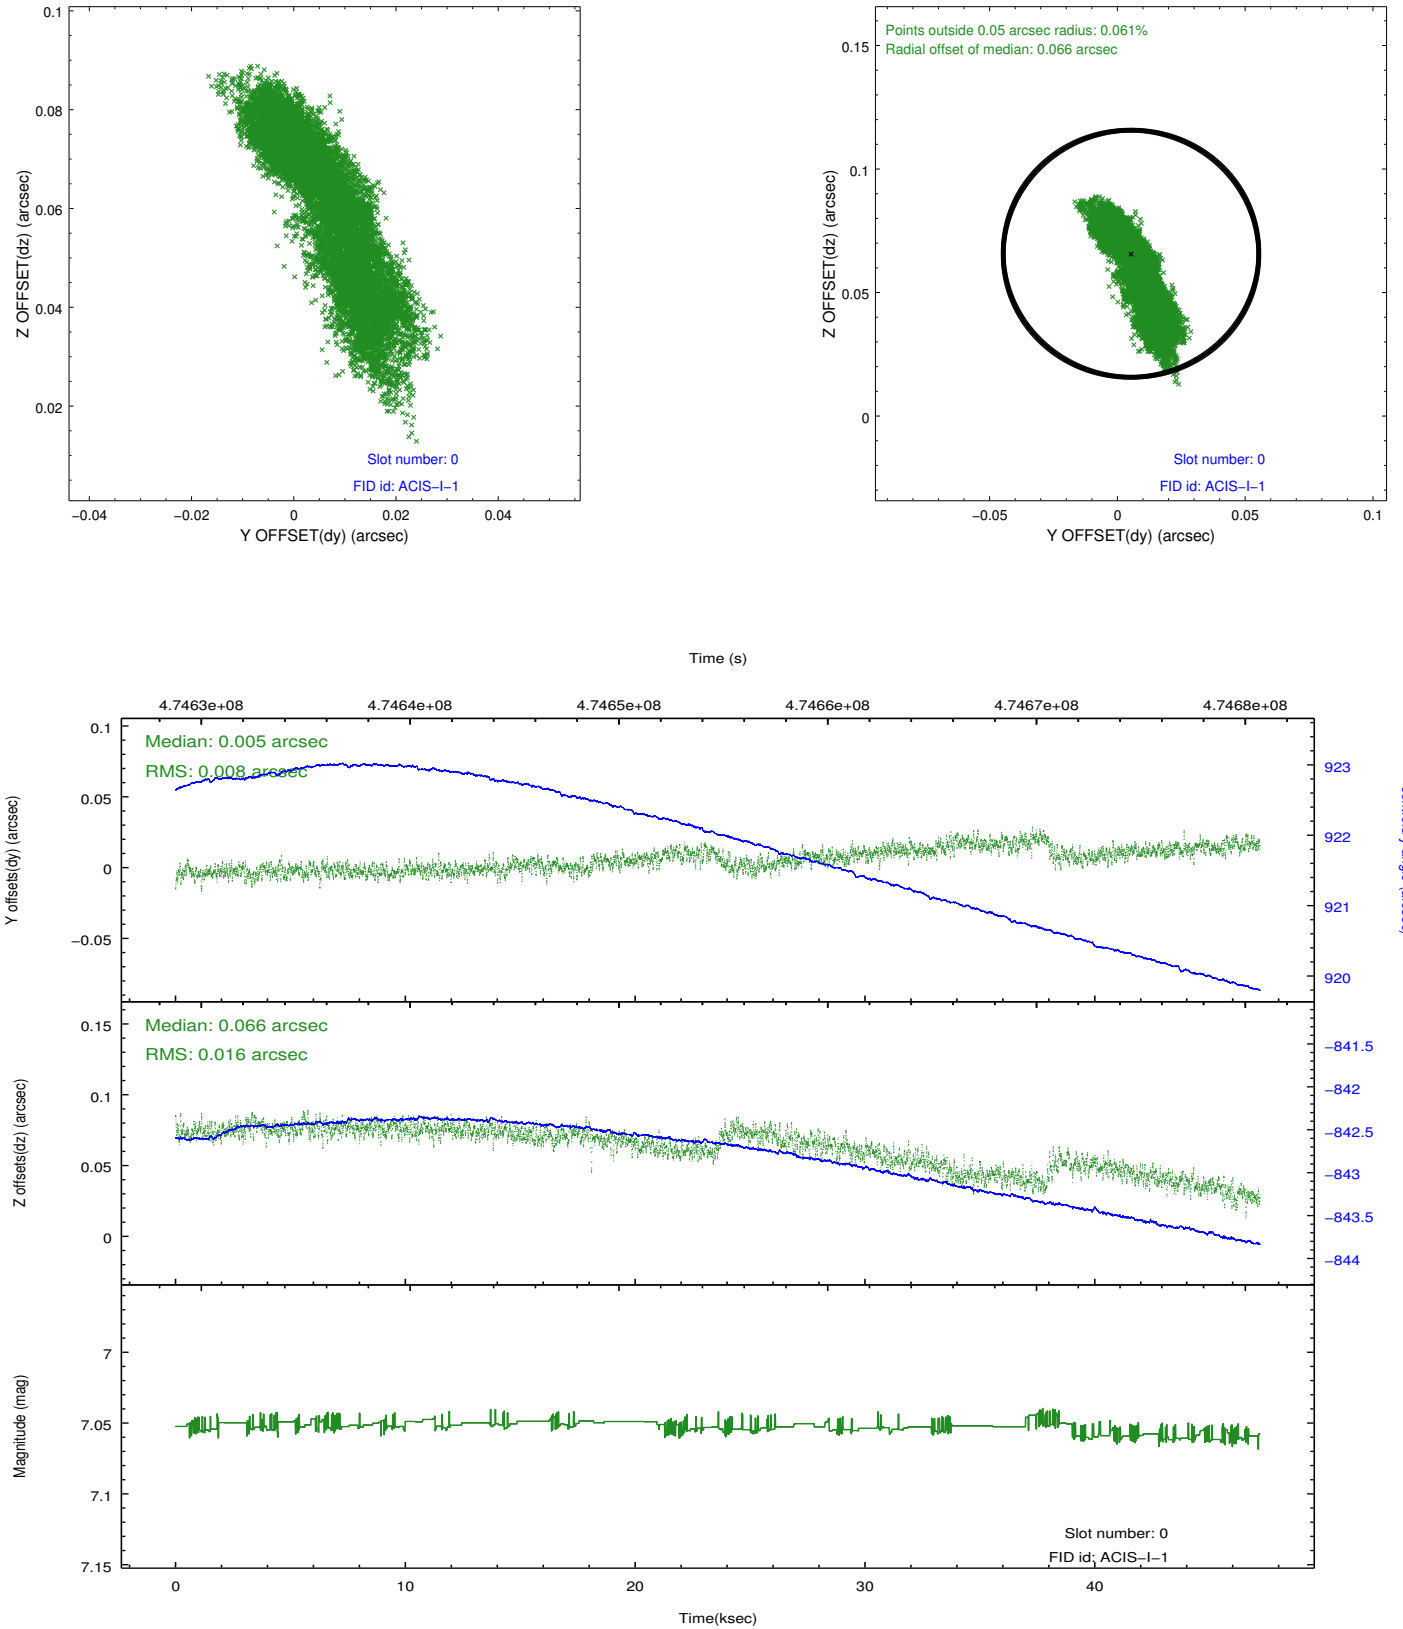 0.1
0.08
0.06
0.04
0.02
Z OFFSET(dz) (arcsec)
Slot number: 0
FID id: ACIS−I−1
−0.04 −0.02 0 0.02 0.04
Y OFFSET(dy) (arcsec)
Points outside 0.05 arcsec radius: 0.061%
Radial offset of median: 0.066 arcsec
0.15
0.1
0.05
0
Z OFFSET(dz) (arcsec)
Slot number: 0
FID id: ACIS−I−1
−0.05 0 0.05 0.1
Y OFFSET(dy) (arcsec)
Time (s)
4.7463e+08 4.7464e+08 4.7465e+08 4.7466e+08 4.7467e+08 4.7468e+08
Median: 0.005 arcsec
RMS: 0.008 arcsec
0.1
0.05
0
−0.05
Y offsets(dy) (arcsec)
923
922
921
920
Median: 0.066 arcsec
RMS: 0.016 arcsec
0.15
0.1
0.05
0
Z offsets(dz) (arcsec)
−841.5
−842
−842.5
−843
−843.5
−844
7
7.05
7.1
7.15
Magnitude (mag)
Slot number: 0
FID id: ACIS−I−1
0 10 20 30 40
Time(ksec)